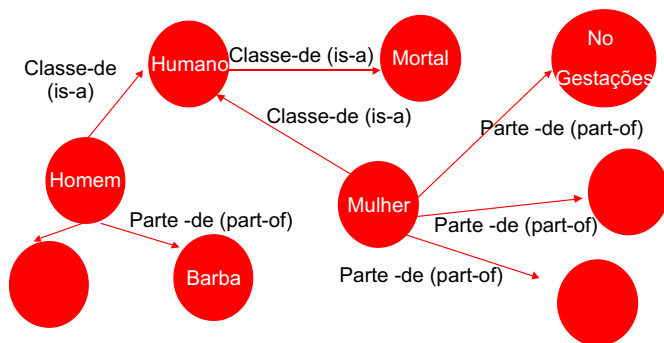 No
Gestações
Classe-de (is-a)
Humano
Mortal
Classe-de
(is-a)
Classe-de (is-a)
Parte -de (part-of)
Homem
Mulher
Parte -de (part-of)
Parte -de (part-of)
Barba
Parte -de (part-of)